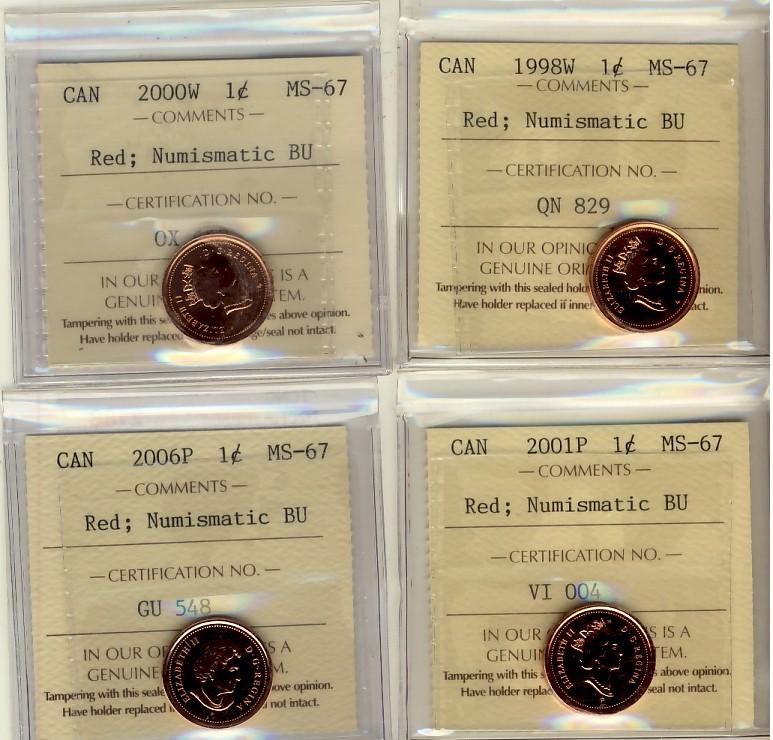 CAN 2000W 1¢ MS-67
— COMMENTS —
Red; Numismatic BU
— CERTIFICATION NO. —
OX
IN OUR IS A
GENUIN TEM.
Tampering with this se s above opinion.
Have holder replaced ge/seal not intact.
ELIZABETH II D·G·REGINA
CAN 1998W 1¢ MS-67
— COMMENTS —
Red; Numismatic BU
— CERTIFICATION NO. —
QN 829
IN OUR OPINIO
GENUINE ORI
Tampering with this sealed hold nion.
Have holder replaced if inner act.
ELIZABETH II D·G·REGINA
CAN 2006P 1¢ MS-67
— COMMENTS —
Red; Numismatic BU
— CERTIFICATION NO. —
GU 548
IN OUR OP S A
GENUINE M.
Tampering with this seale ove opinion.
Have holder replaced i not intact.
ELIZABETH II D·G·REGINA
CAN 2001P 1¢ MS-67
— COMMENTS —
Red; Numismatic BU
— CERTIFICATION NO. —
VI 004
IN OUR IS A
GENUIN TEM.
Tampering with this s above opinion.
Have holder replac seal not intact.
ELIZABETH II D·G·REGINA
P